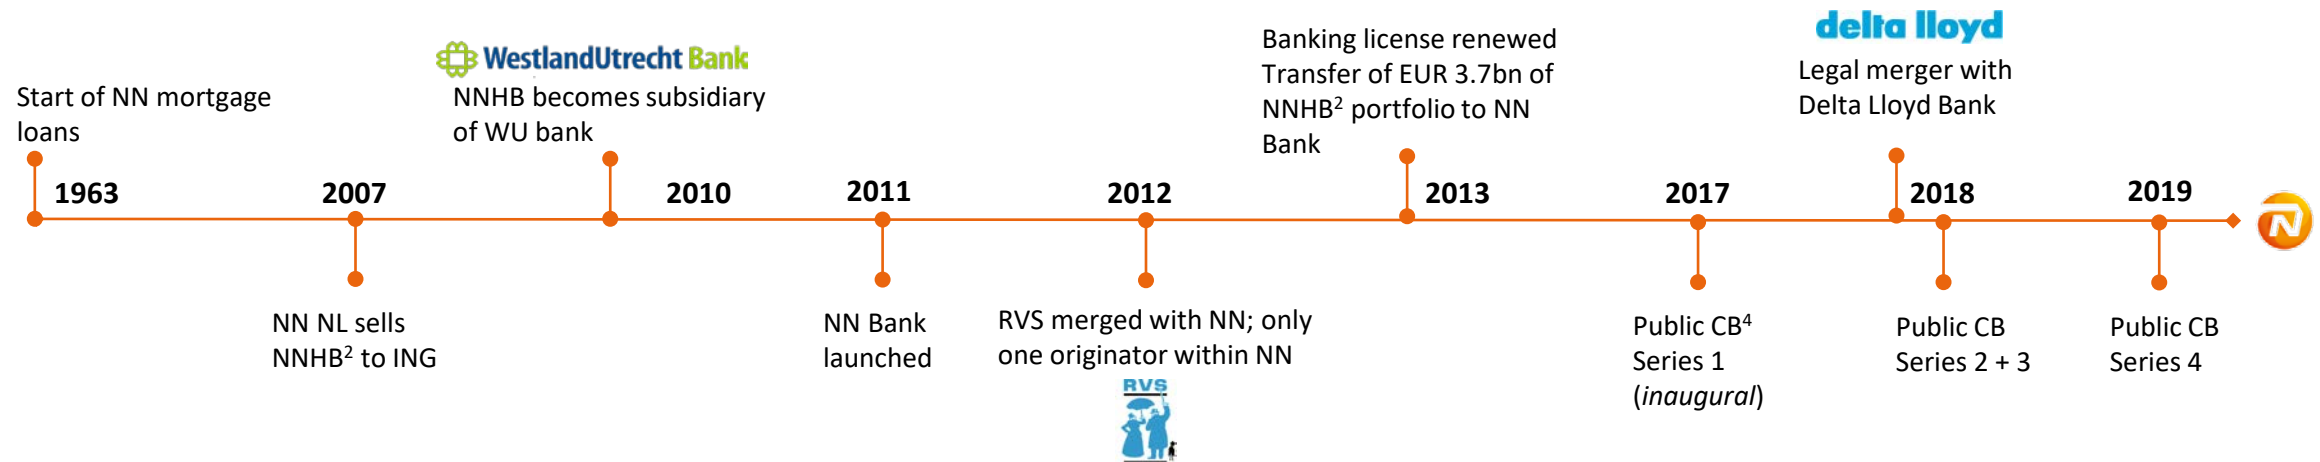 Start of NN mortgage
loans
WestlandUtrecht Bank
NNHB becomes subsidiary
of WU bank
Banking license renewed
Transfer of EUR 3.7bn of
NNHB² portfolio to NN
Bank
delta lloyd
Legal merger with
Delta Lloyd Bank
1963
2007
2010
2011
2012
2013
2017
2018
2019
N
NN NL sells
NNHB² to ING
NN Bank
launched
RVS merged with NN; only
one originator within NN
RVS
Public CB⁴
Series 1
(inaugural)
Public CB
Series 2 + 3
Public CB
Series 4